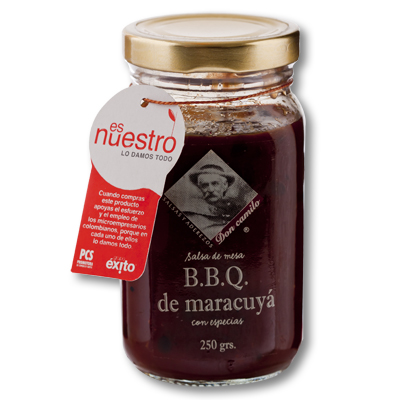 es
nuestro
LO DAMOS TODO
Cuando compras
este producto
apoyas el esfuerzo
y el empleo de
los microempresarios
colombianos, porque en
cada uno de ellos
lo damos todo.
PCS
éxito
Don camilo
®
Salsa de mesa
B.B.Q.
de maracuyá
con especias
250 grs.